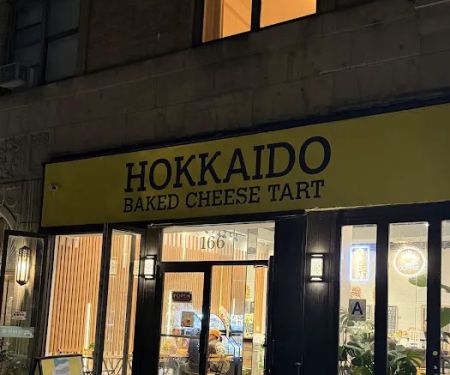 HOKKAIDO
BAKED CHEESE TART
166
A